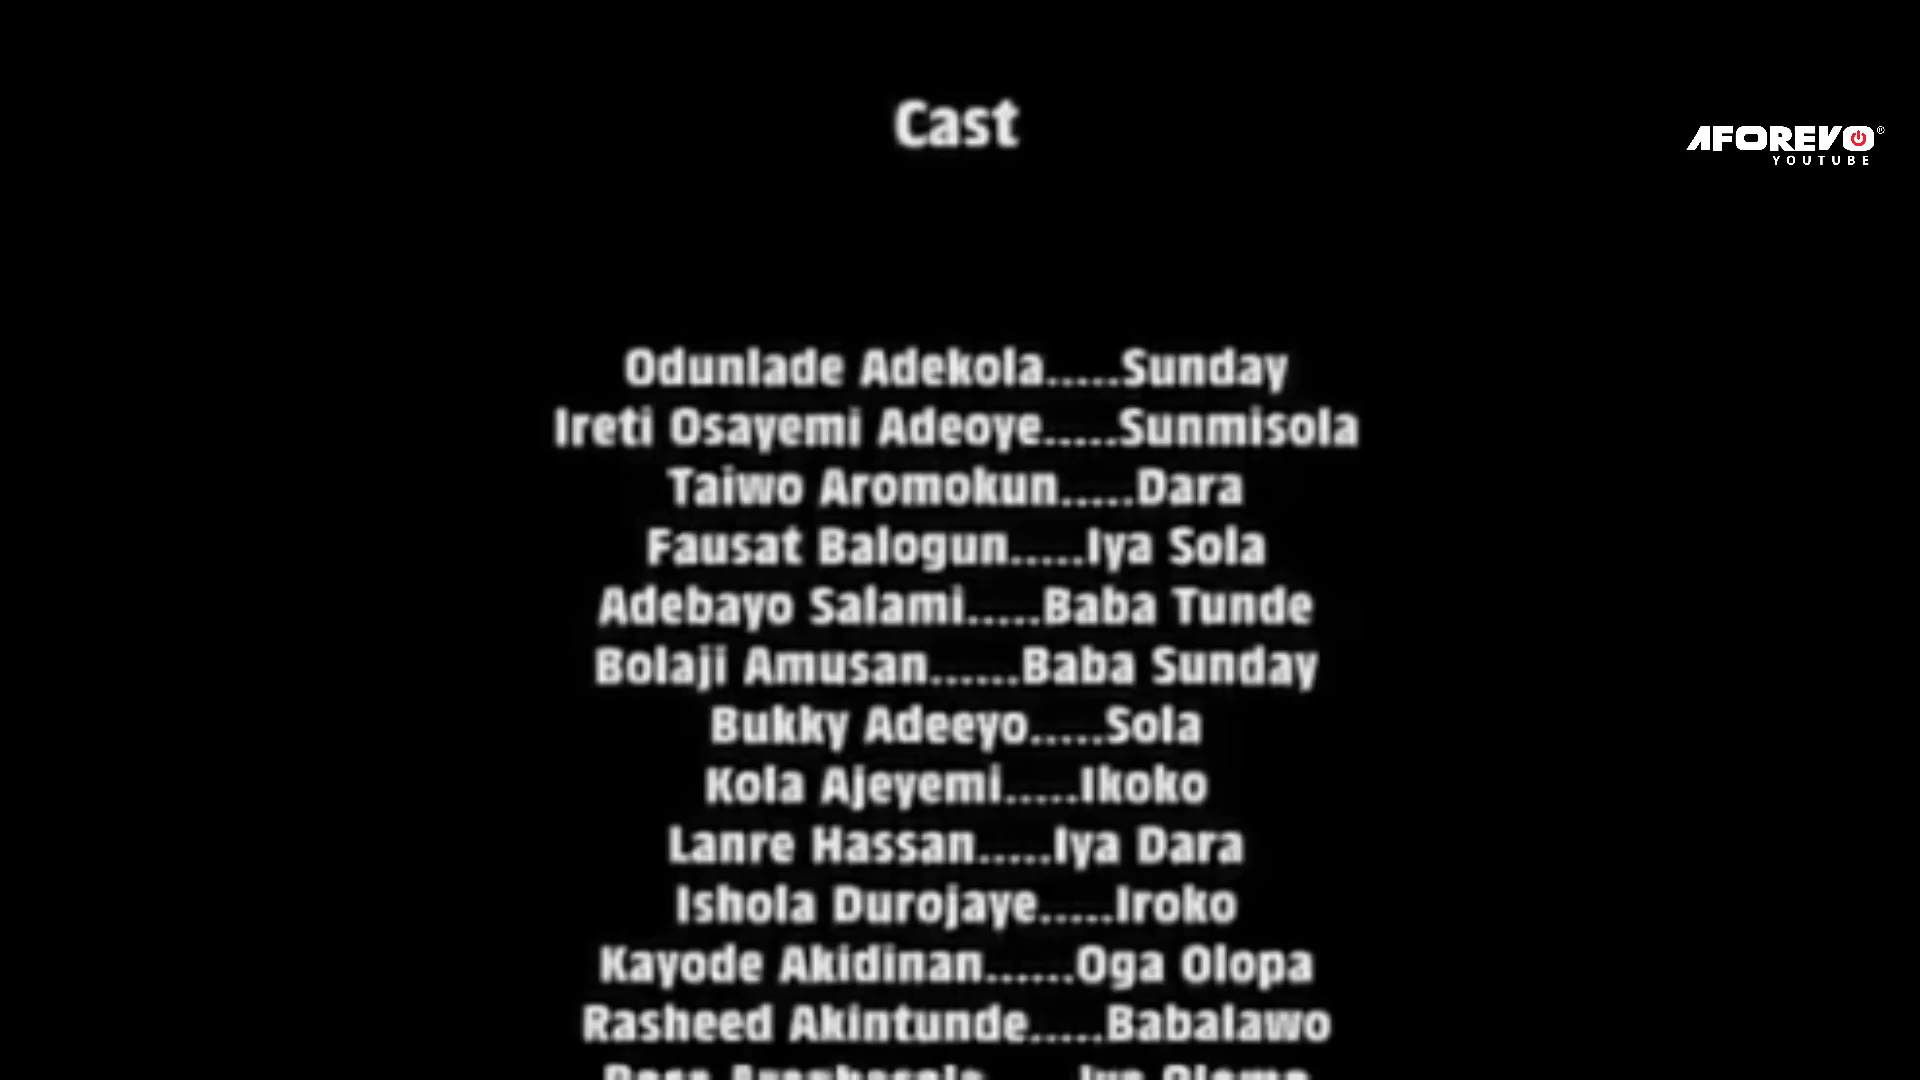 Cast
AFOREVO®
YOUTUBE
Odunlade Adekola.....Sunday
Ireti Osayemi Adeoye.....Sunmisola
Taiwo Aromokun.....Dara
Fausat Balogun.....Iya Sola
Adebayo Salami.....Baba Tunde
Bolaji Amusan......Baba Sunday
Bukky Adeeyo.....Sola
Kola Ajeyemi.....Ikoko
Lanre Hassan.....Iya Dara
Ishola Durojaye.....Iroko
Kayode Akidinan......Oga Olopa
Rasheed Akintunde.....Babalawo